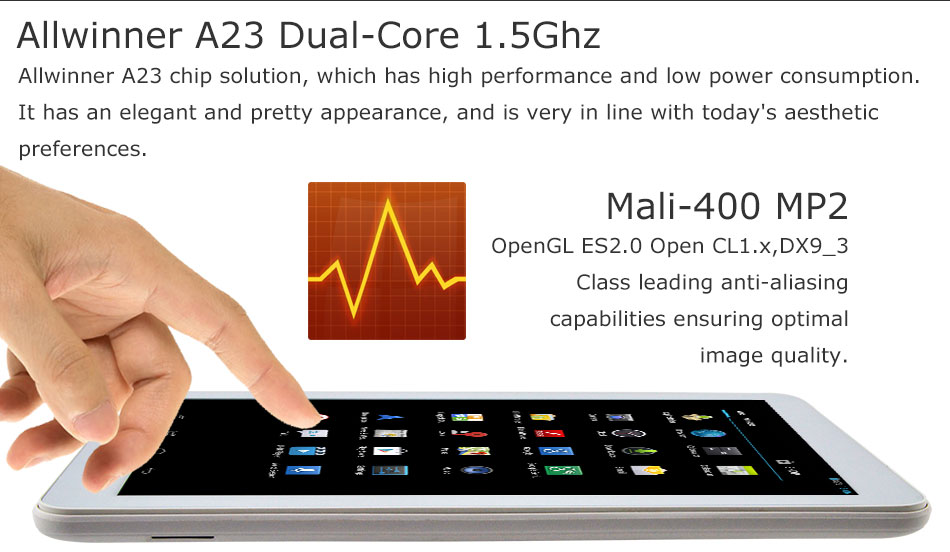 Allwinner A23 Dual-Core 1.5Ghz
Allwinner A23 chip solution, which has high performance and low power consumption.
It has an elegant and pretty appearance, and is very in line with today's aesthetic
preferences.
Mali-400 MP2
OpenGL ES2.0 Open CL1.x,DX9_3
Class leading anti-aliasing
capabilities ensuring optimal
image quality.